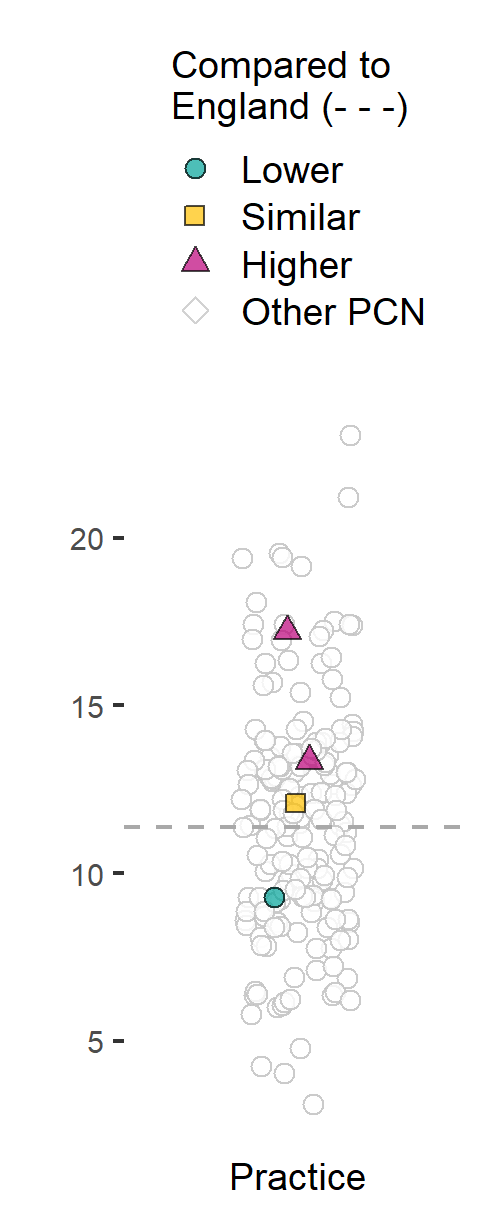 Compared to
England (- - -)
Lower
Similar
Higher
Other PCN
20
15
10
5
Practice